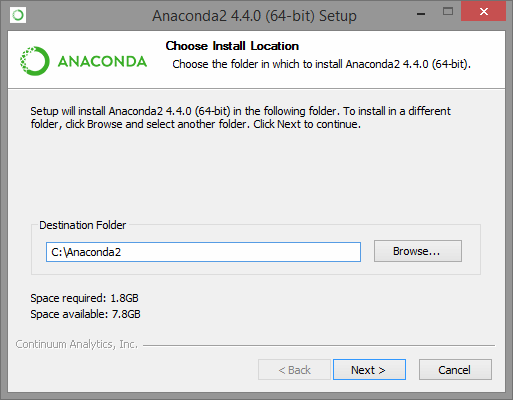 Anaconda2 4.4.0 (64-bit) Setup
ANACONDA
Choose Install Location
Choose the folder in which to install Anaconda2 4.4.0 (64-bit).
Setup will install Anaconda2 4.4.0 (64-bit) in the following folder. To install in a different
folder, click Browse and select another folder. Click Next to continue.
Destination Folder
C:\Anaconda2
Browse...
Space required: 1.8GB
Space available: 7.8GB
Continuum Analytics, Inc.
< Back
Next >
Cancel